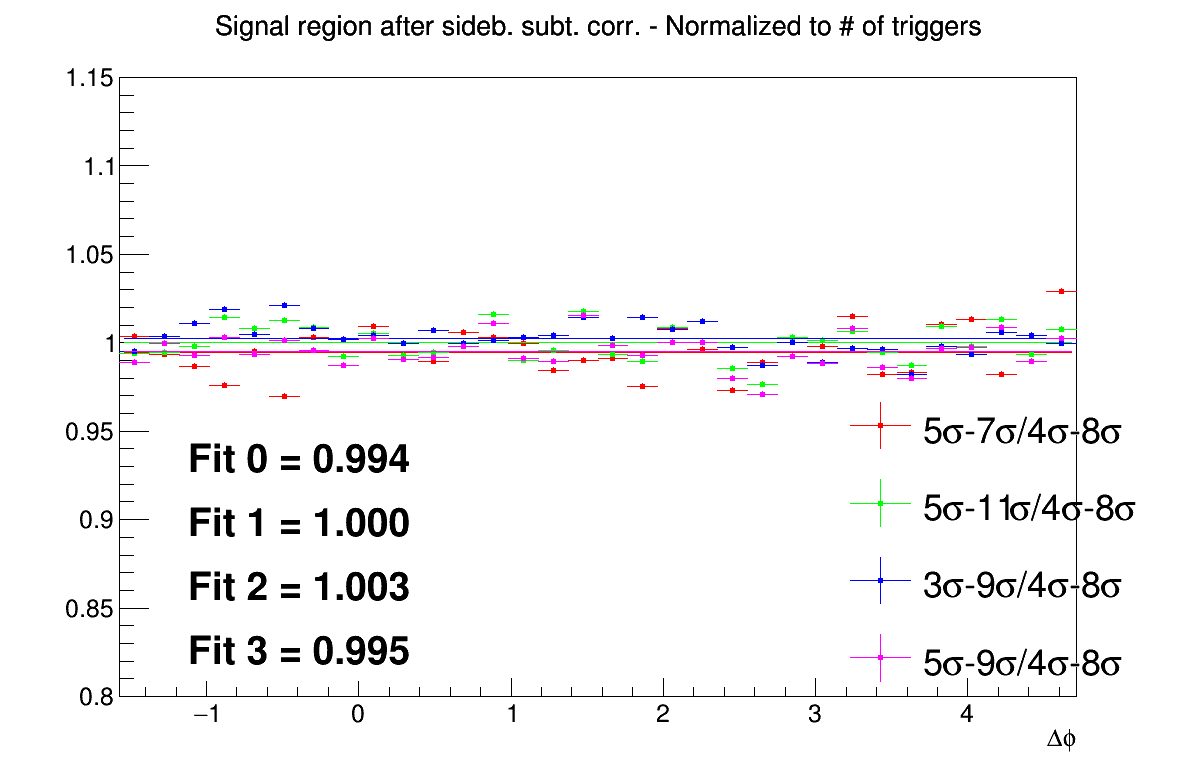 Signal region after sideb. subt. corr. - Normalized to # of triggers
1.15
1.1
1.05
1
0.95
0.9
0.85
0.8
Fit 0 = 0.994
Fit 1 = 1.000
Fit 2 = 1.003
Fit 3 = 0.995
5σ-7σ/4σ-8σ
5σ-11σ/4σ-8σ
3σ-9σ/4σ-8σ
5σ-9σ/4σ-8σ
−1 0 1 2 3 4
Δϕ